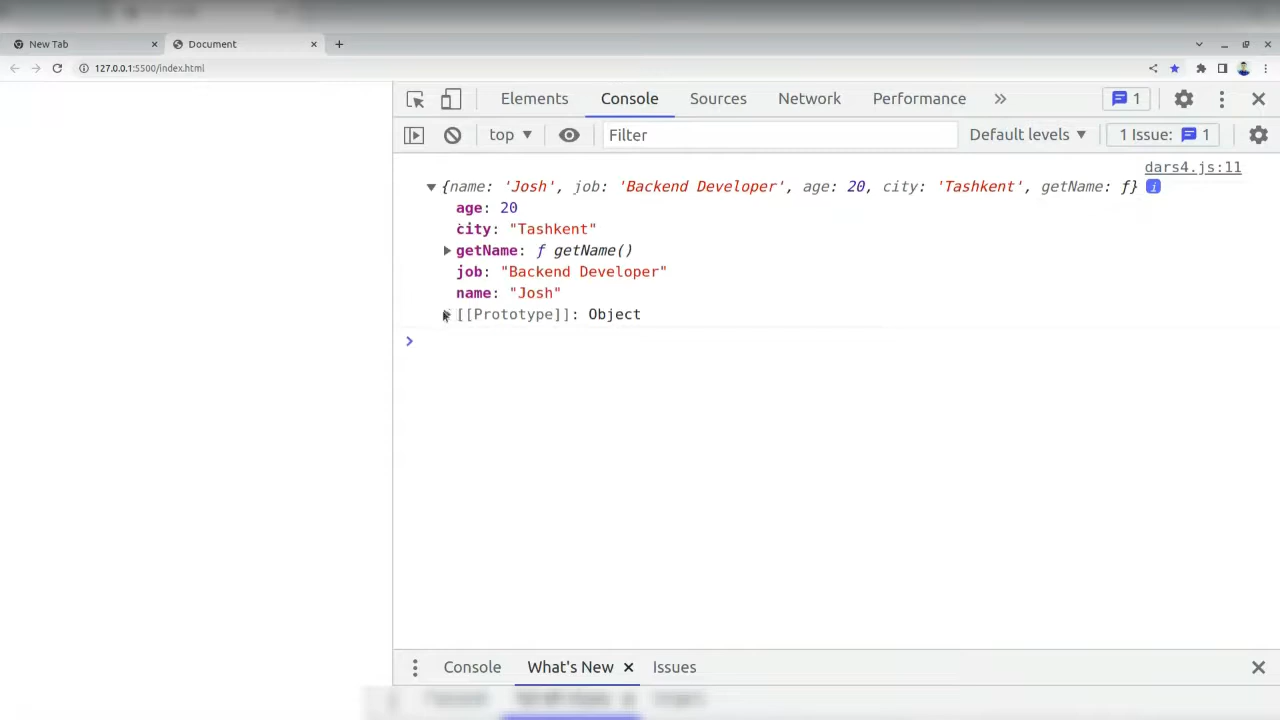 New Tab × Document × +
127.0.0.1:5500/index.html
Elements Console Sources Network Performance » 1
top ▼ Filter Default levels ▼ 1 Issue: 1
dars4.js:11
▼ {name: 'Josh', job: 'Backend Developer', age: 20, city: 'Tashkent', getName: ƒ} i
age: 20
city: "Tashkent"
▶ getName: ƒ getName()
job: "Backend Developer"
name: "Josh"
[[Prototype]]: Object
>
Console What's New × Issues